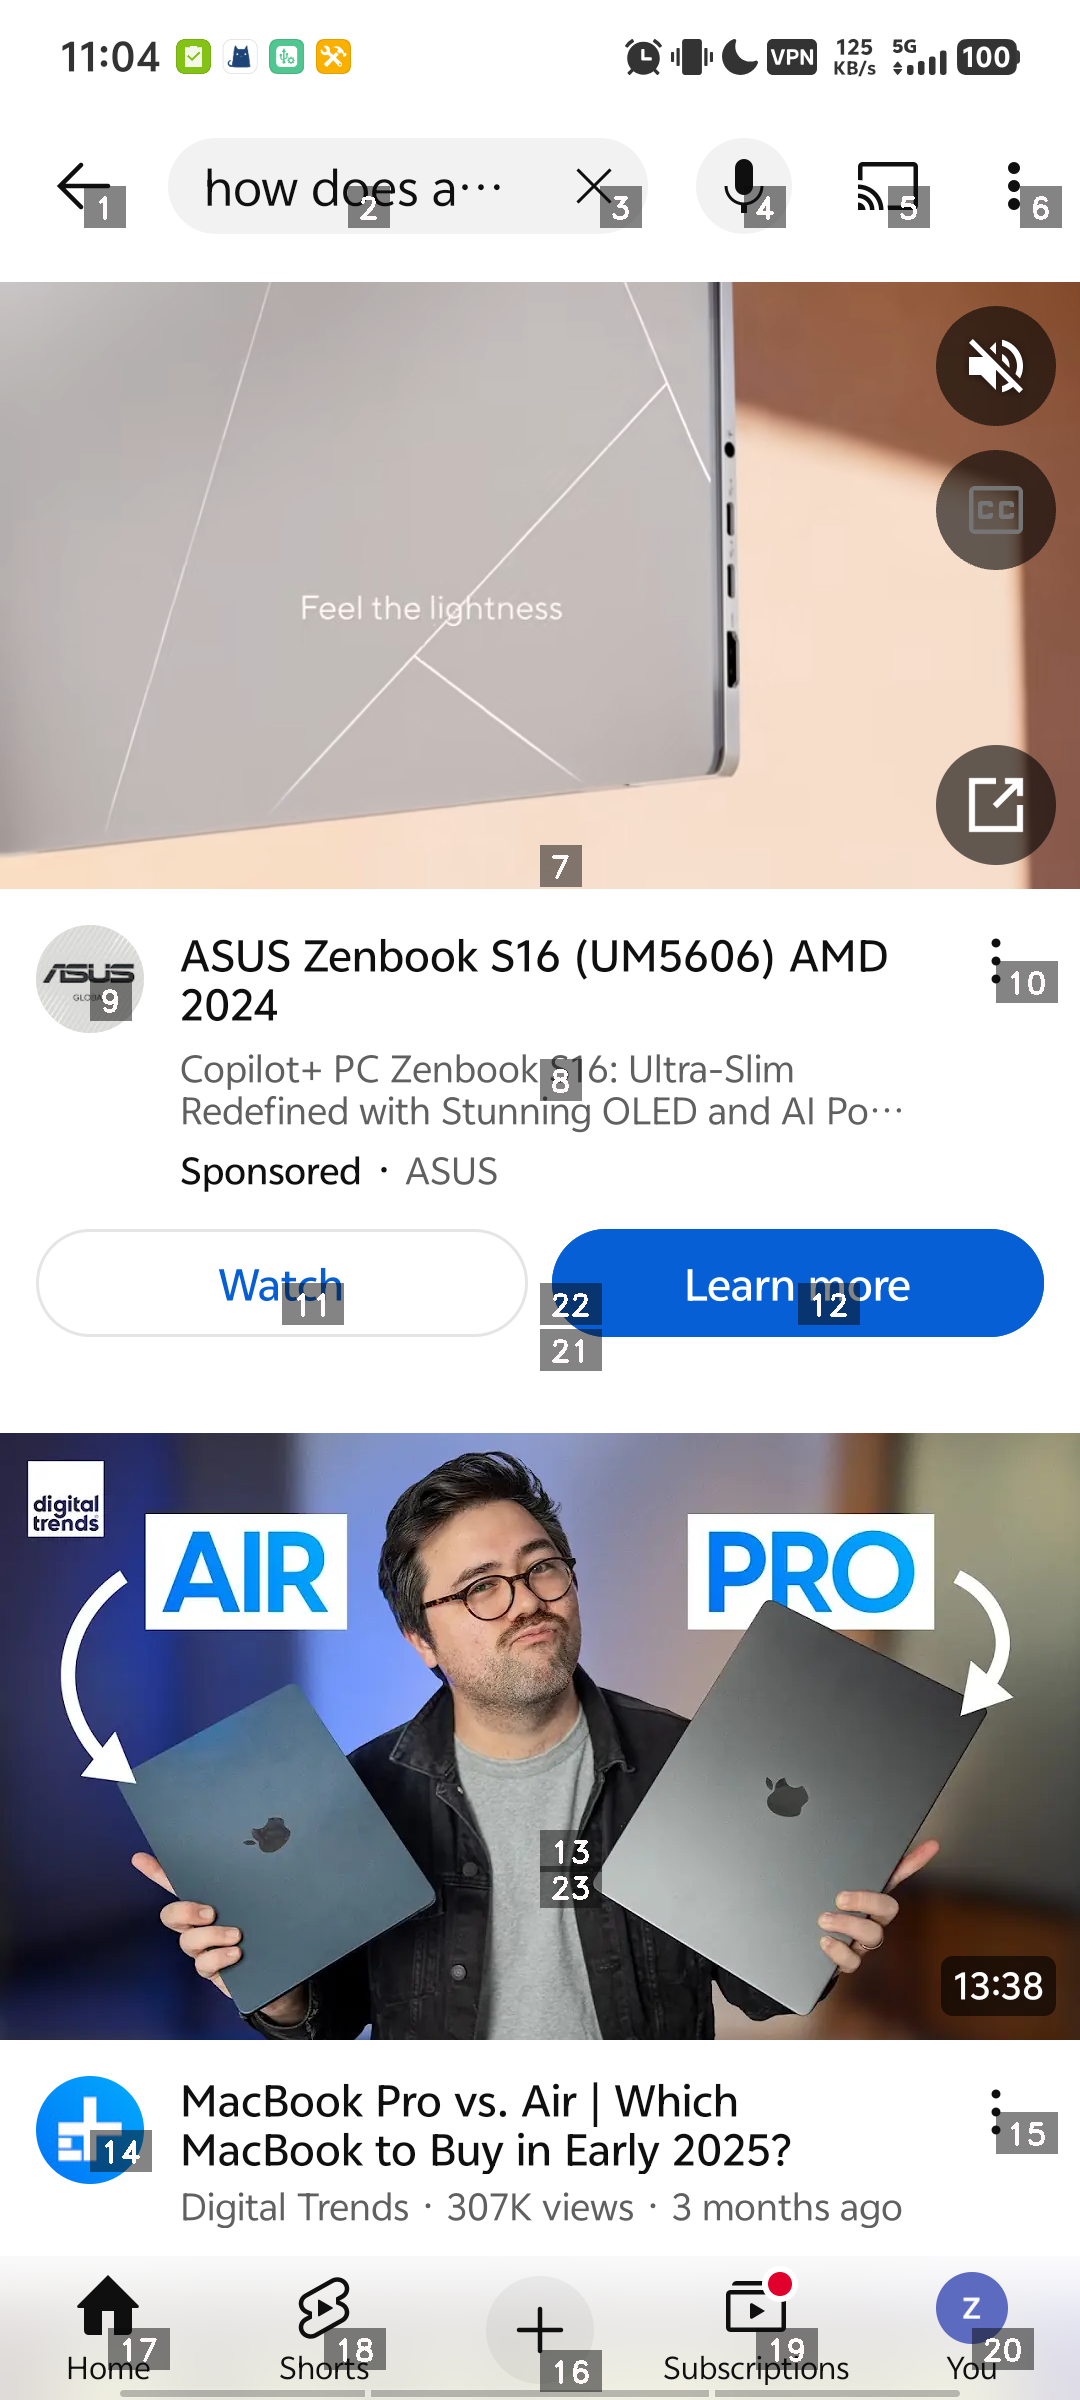 11:04
VPN
125
KB/s
5G
100
how does a...
1
2
3
4
5
6
CC
Feel the lightness
7
ASUS
ASUS Zenbook S16 (UM5606) AMD
2024
9
10
Copilot+ PC Zenbook S16: Ultra-Slim
8
Redefined with Stunning OLED and AI Po...
Sponsored · ASUS
Watch
Learn more
11
22
12
21
digital
trends
AIR
PRO
13
23
13:38
MacBook Pro vs. Air | Which
MacBook to Buy in Early 2025?
14
15
Digital Trends · 307K views · 3 months ago
Z
17
18
16
19
20
Home
Shorts
Subscriptions
You